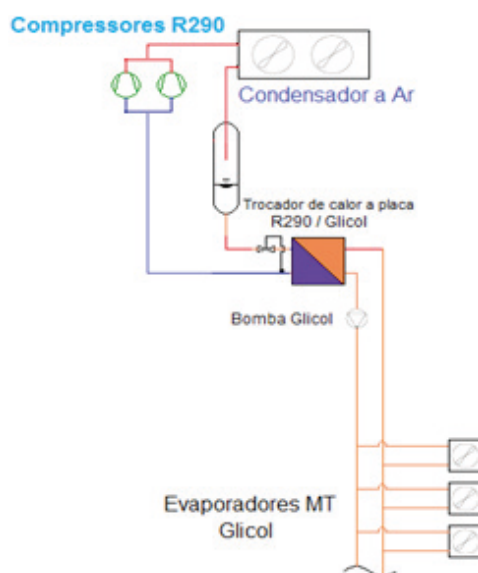 Compressores R290
Condensador a Ar
Trocador de calor a placa
R290 / Glicol
Bomba Glicol
Evaporadores MT
Glicol